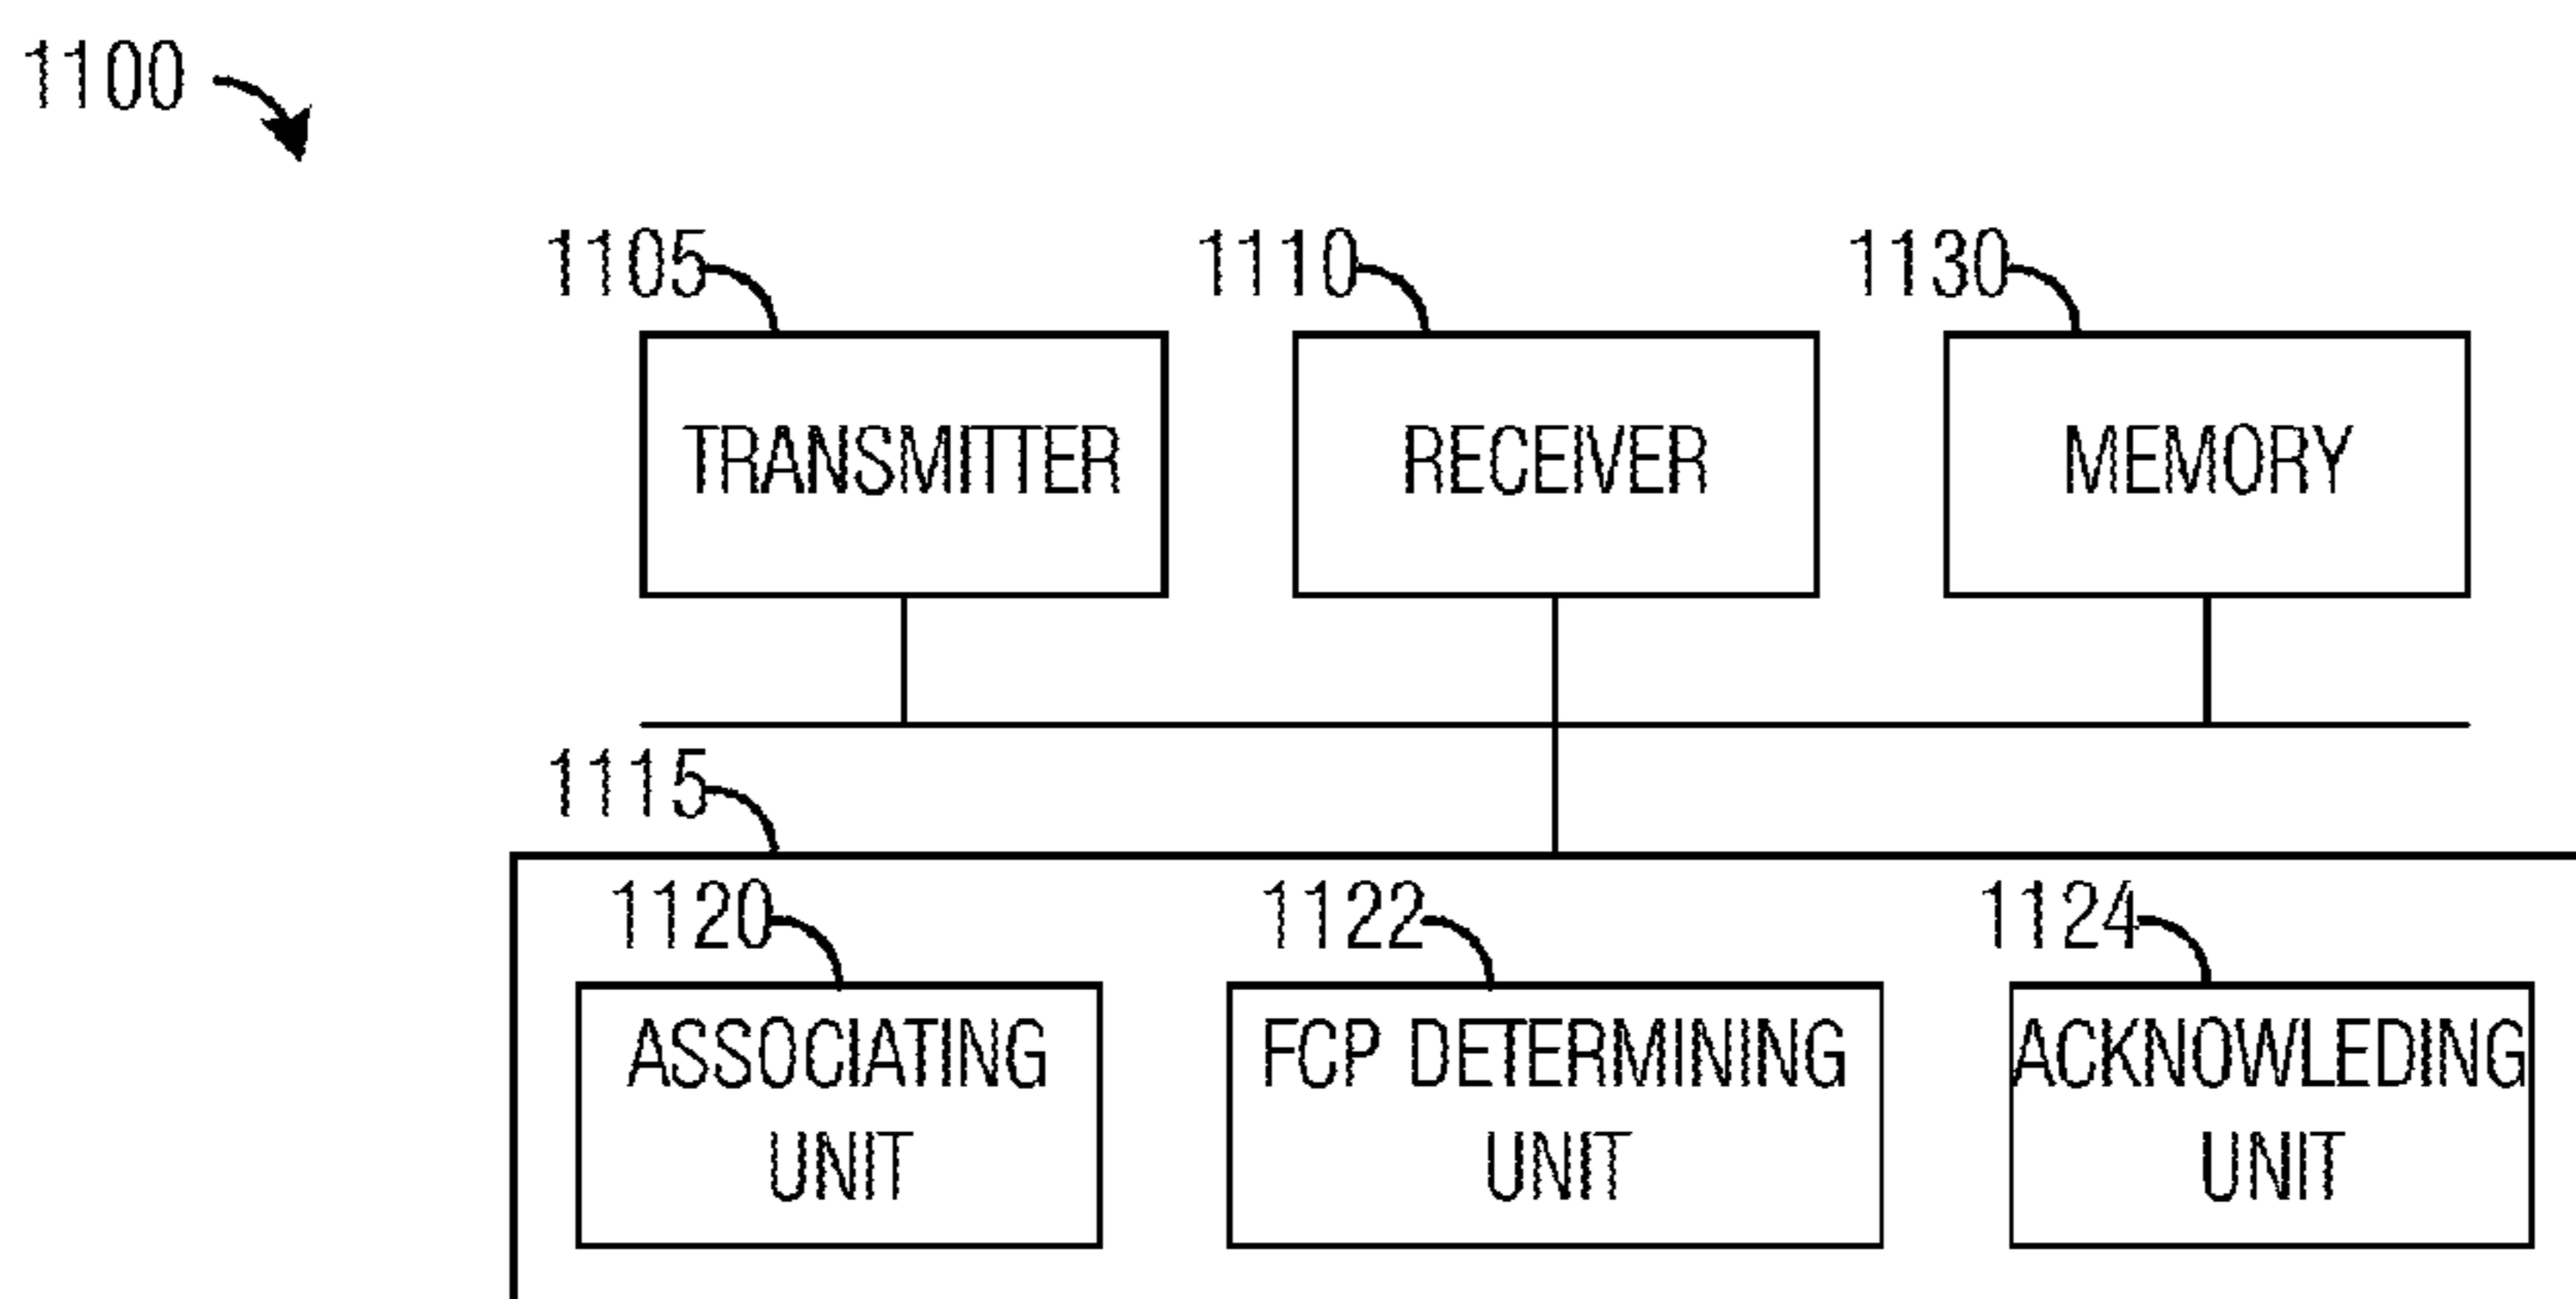 1100
1105
1110
1130
TRANSMITTER
RECEIVER
MEMORY
1115
1120
1122
1124
ASSOCIATING
UNIT
FCP DETERMINING
UNIT
ACKNOWLEDING
UNIT